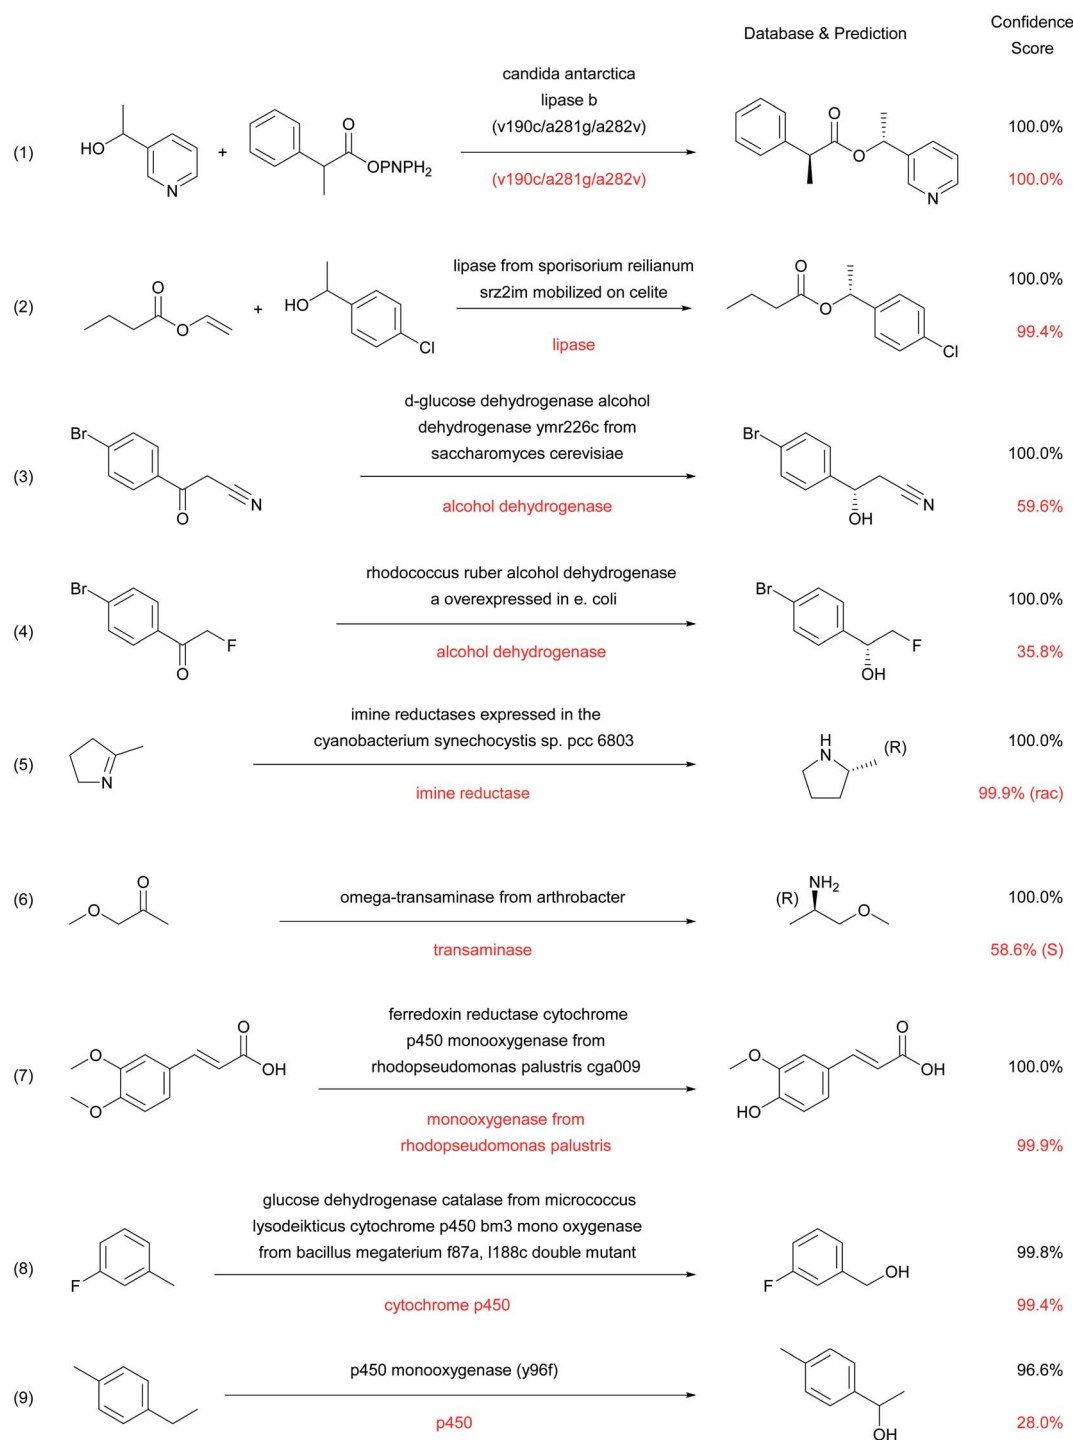 Database & Prediction
Confidence
Score
(1)
HO
N
+
O
OPNPH2
candida antarctica
lipase b
(v190c/a281g/a282v)
(v190c/a281g/a282v)
O
O
N
100.0%
100.0%
(2)
O
O
+
HO
Cl
lipase from sporisorium reilianum
srz2im mobilized on celite
lipase
O
O
Cl
100.0%
99.4%
(3)
Br
O
N
d-glucose dehydrogenase alcohol
dehydrogenase ymr226c from
saccharomyces cerevisiae
alcohol dehydrogenase
Br
OH
N
100.0%
59.6%
(4)
Br
O
F
rhodococcus ruber alcohol dehydrogenase
a overexpressed in e. coli
alcohol dehydrogenase
Br
OH
F
100.0%
35.8%
(5)
N
imine reductases expressed in the
cyanobacterium synechocystis sp. pcc 6803
imine reductase
H
N
(R)
100.0%
99.9% (rac)
(6)
O
O
omega-transaminase from arthrobacter
transaminase
NH2
(R)
O
100.0%
58.6% (S)
(7)
O
O
O
OH
ferredoxin reductase cytochrome
p450 monooxygenase from
rhodopseudomonas palustris cga009
monooxygenase from
rhodopseudomonas palustris
O
HO
O
OH
100.0%
99.9%
(8)
F
glucose dehydrogenase catalase from micrococcus
lysodeikticus cytochrome p450 bm3 mono oxygenase
from bacillus megaterium f87a, l188c double mutant
cytochrome p450
F
OH
99.8%
99.4%
(9)
p450 monooxygenase (y96f)
p450
OH
96.6%
28.0%